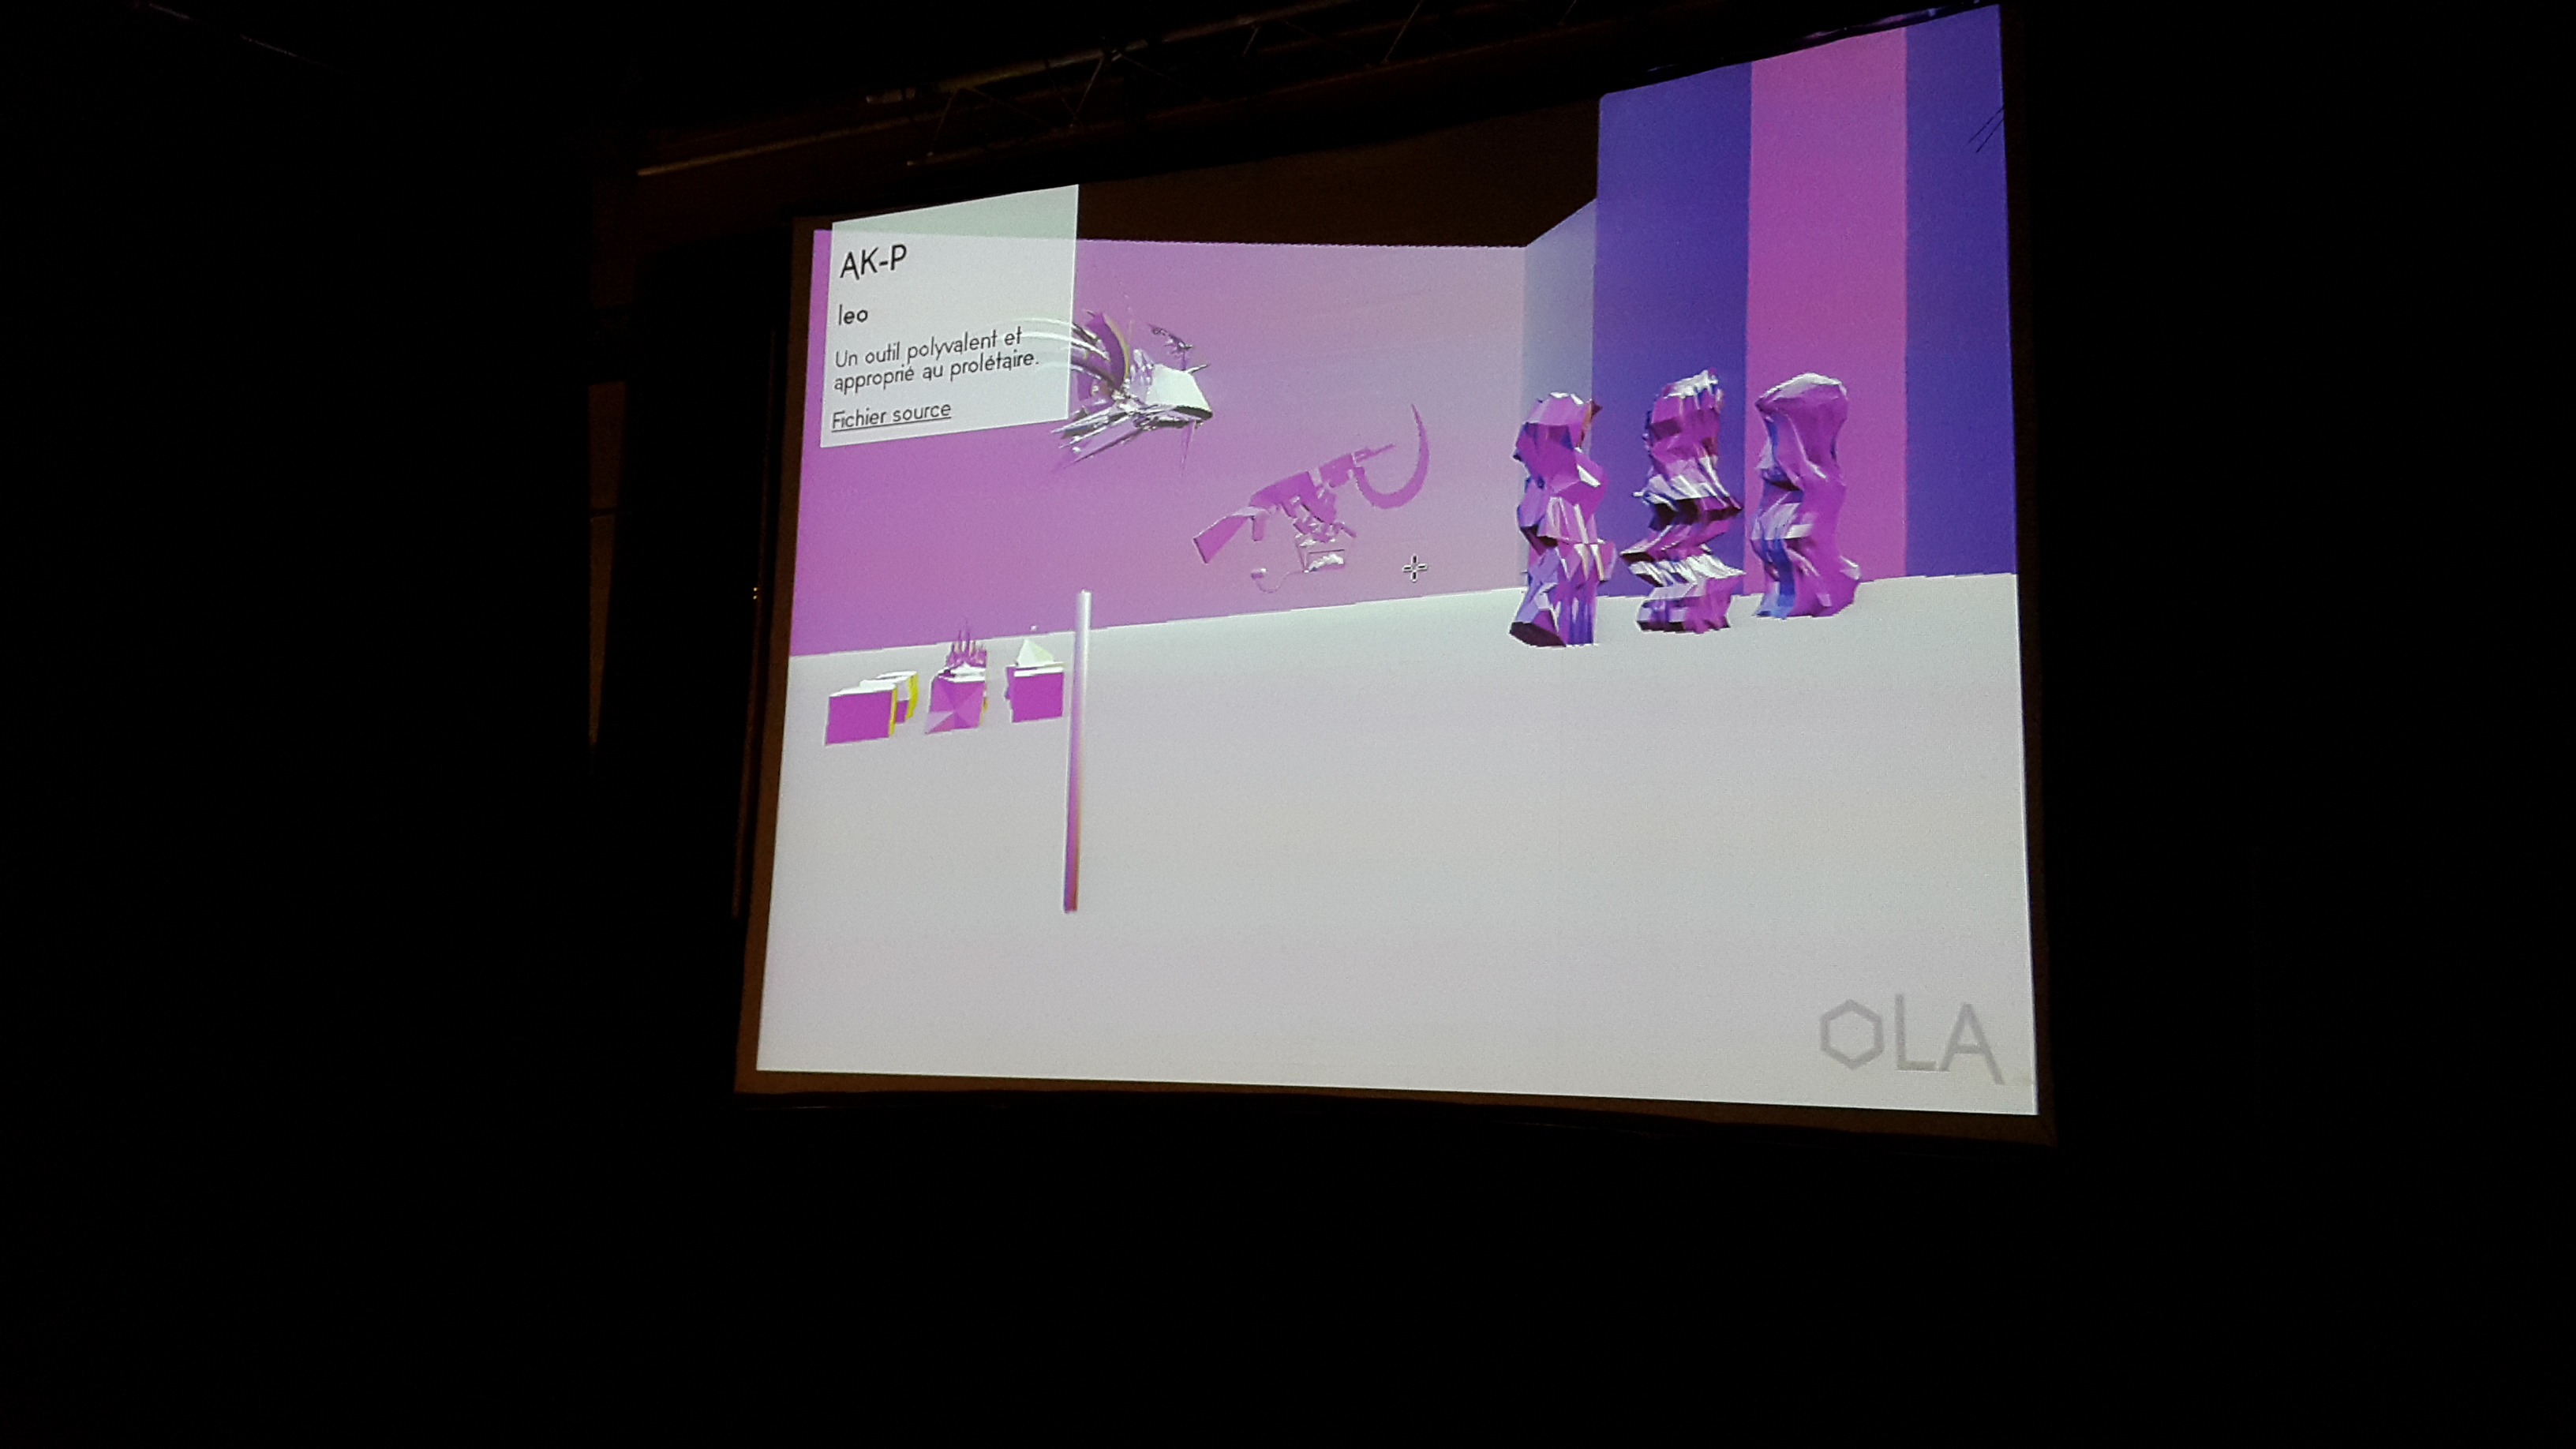 AK-P
leo
Un outil polyvalent et
approprié au prolétaire.
Fichier source
OLA